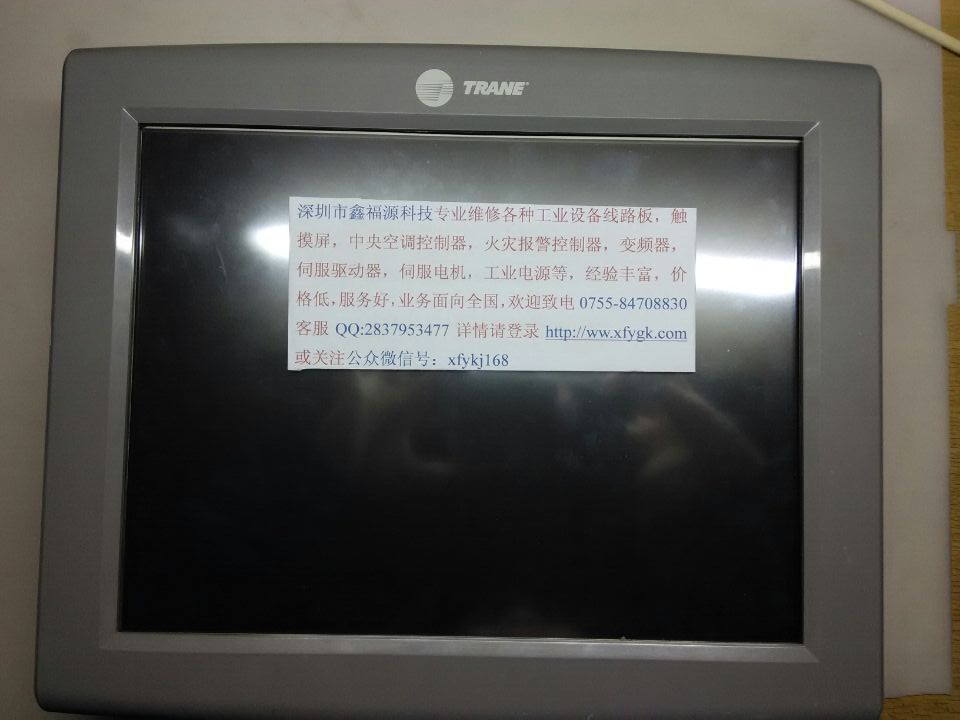 TRANE
深圳市鑫福源科技专业维修各种工业设备线路板，触
摸屏，中央空调控制器，火灾报警控制器，变频器，
伺服驱动器，伺服电机，工业电源等，经验丰富，价
格低,服务好,业务面向全国,欢迎致电 0755-84708830
客服 QQ:2837953477 详情请登录 http://ww.xfygk.com
或关注公众微信号：xfykj168